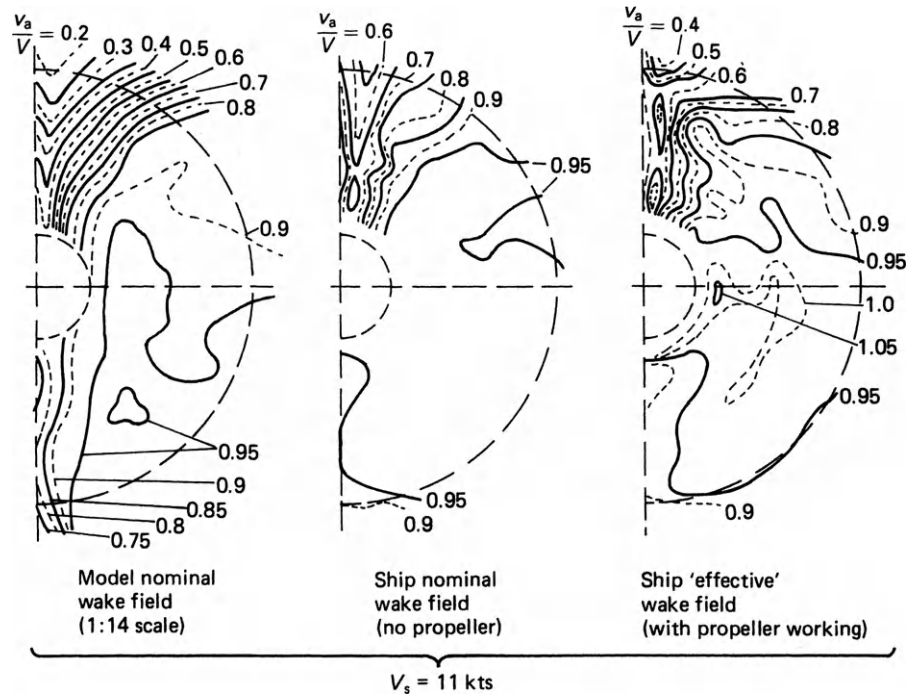 v_a/V = 0.2
0.3
0.4
0.5
0.6
0.7
0.8
0.9
0.95
0.9
0.85
0.8
0.75
Model nominal
wake field
(1:14 scale)
0.6
0.7
0.8
0.9
0.95
0.95
0.9
Ship nominal
wake field
(no propeller)
v_a/V = 0.4
0.5
0.6
0.7
0.8
0.9
0.95
1.0
1.05
0.95
0.9
Ship 'effective'
wake field
(with propeller working)
V_s = 11 kts